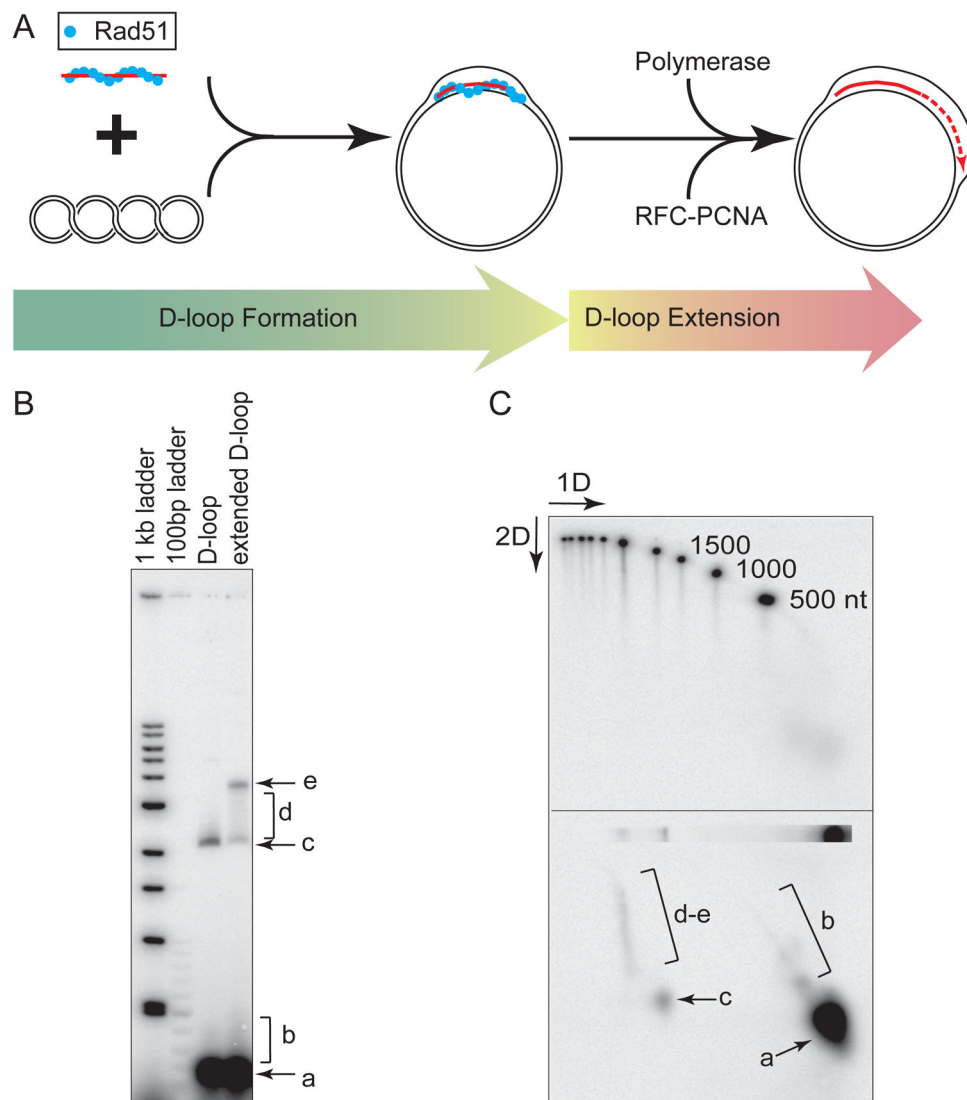 A
Rad51
+
Polymerase
RFC-PCNA
D-loop Formation
D-loop Extension
B
1 kb ladder
100bp ladder
D-loop
extended D-loop
e
d
c
b
a
C
1D
2D
1500
1000
500 nt
d-e
b
c
a